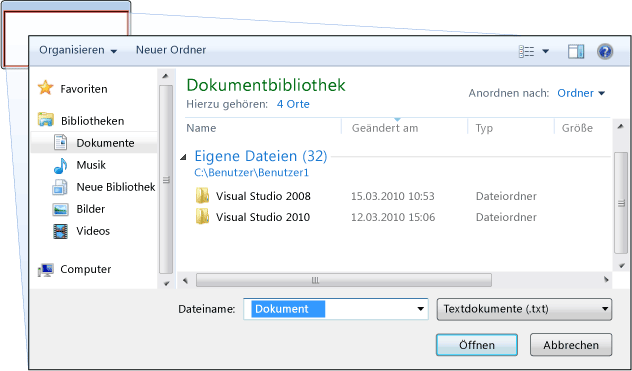 Organisieren Neuer Ordner
Favoriten
Bibliotheken
Dokumente
Musik
Neue Bibliothek
Bilder
Videos
Computer
Dokumentbibliothek
Hierzu gehören: 4 Orte
Anordnen nach: Ordner
Name Geändert am Typ Größe
Eigene Dateien (32)
C:\Benutzer\Benutzer1
Visual Studio 2008 15.03.2010 10:53 Dateiordner
Visual Studio 2010 12.03.2010 15:06 Dateiordner
Dateiname: Dokument Textdokumente (.txt)
Öffnen Abbrechen